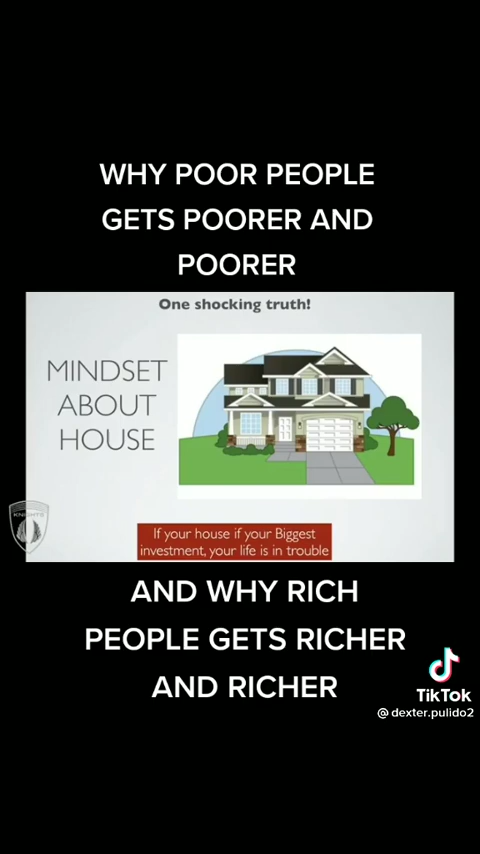 WHY POOR PEOPLE
GETS POORER AND
POORER
One shocking truth!
MINDSET
ABOUT
HOUSE
KNIGHTS
If your house if your Biggest
investment, your life is in trouble
AND WHY RICH
PEOPLE GETS RICHER
AND RICHER
TikTok
@dexter.pulido2